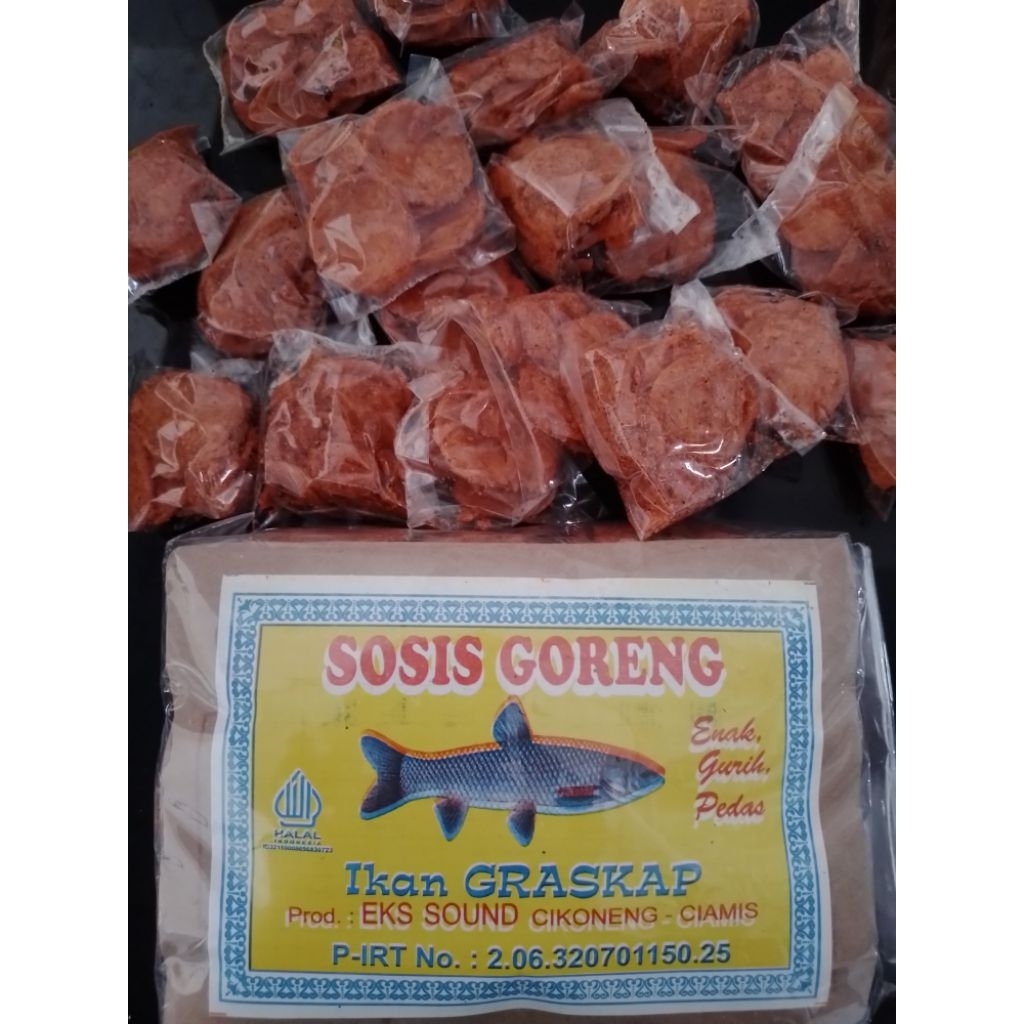 SOSIS GORENG
Enak,
Gurih,
Pedas
HALAL
INDONESIA
Ikan GRASKAP
Prod. : EKS SOUND CIKONENG - CIAMIS
P-IRT No. : 2.06.320701150.25